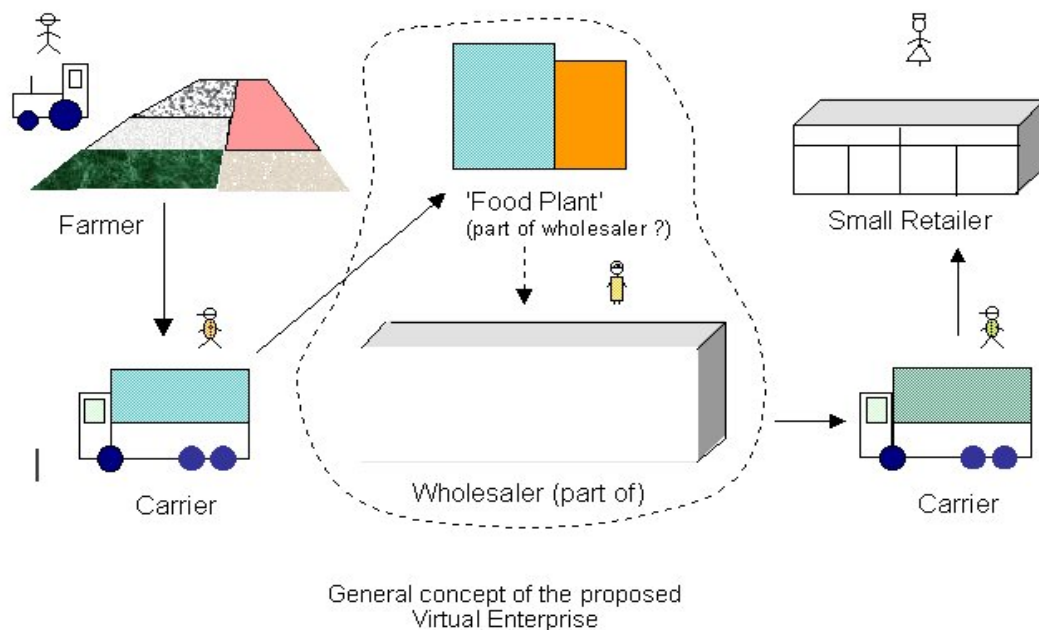 Farmer
'Food Plant'
(part of wholesaler ?)
Small Retailer
Carrier
Wholesaler (part of)
Carrier
General concept of the proposed
Virtual Enterprise